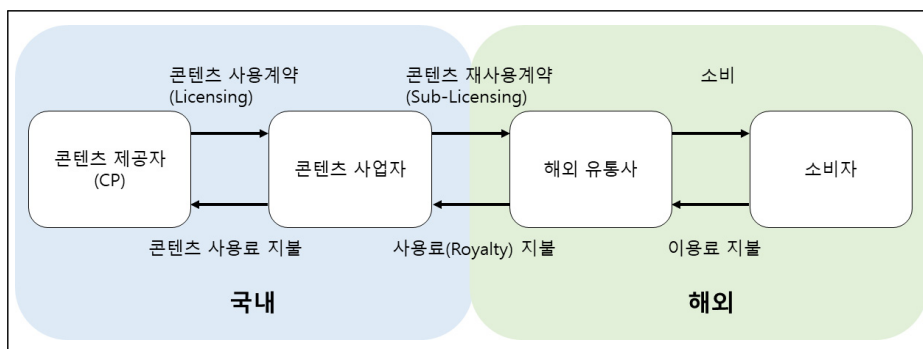 콘텐츠 사용계약
(Licensing)
콘텐츠 재사용계약
(Sub-Licensing)
소비
콘텐츠 제공자
(CP)
콘텐츠 사업자
해외 유통사
소비자
콘텐츠 사용료 지불
사용료(Royalty) 지불
이용료 지불
국내
해외